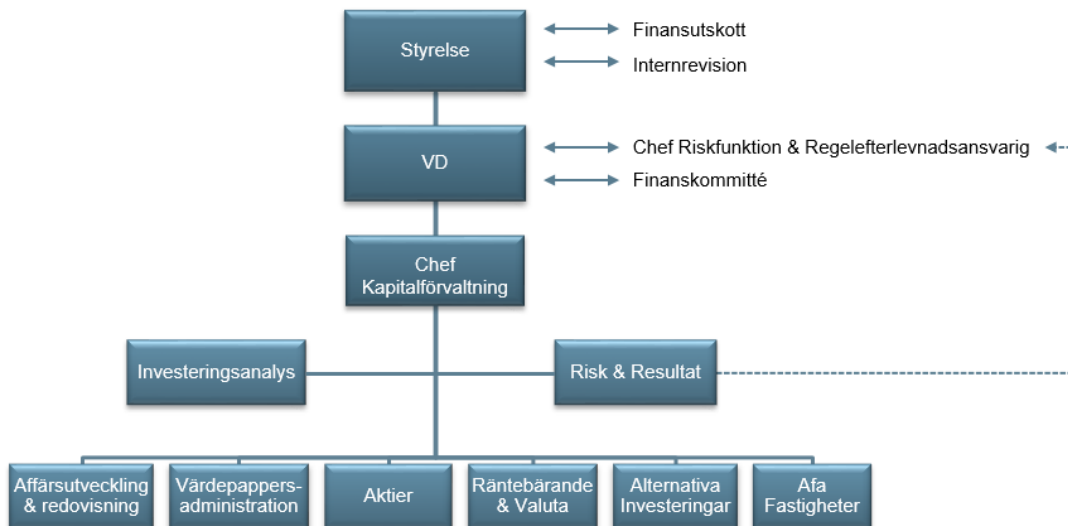 Styrelse
Finansutskott
Internrevision
VD
Chef Riskfunktion & Regelefterlevnadsansvarig
Finanskommitté
Chef
Kapitalförvaltning
Investeringsanalys
Risk & Resultat
Affärsutveckling
& redovisning
Värdepappers-
administration
Aktier
Räntebärande
& Valuta
Alternativa
Investeringar
Afa
Fastigheter